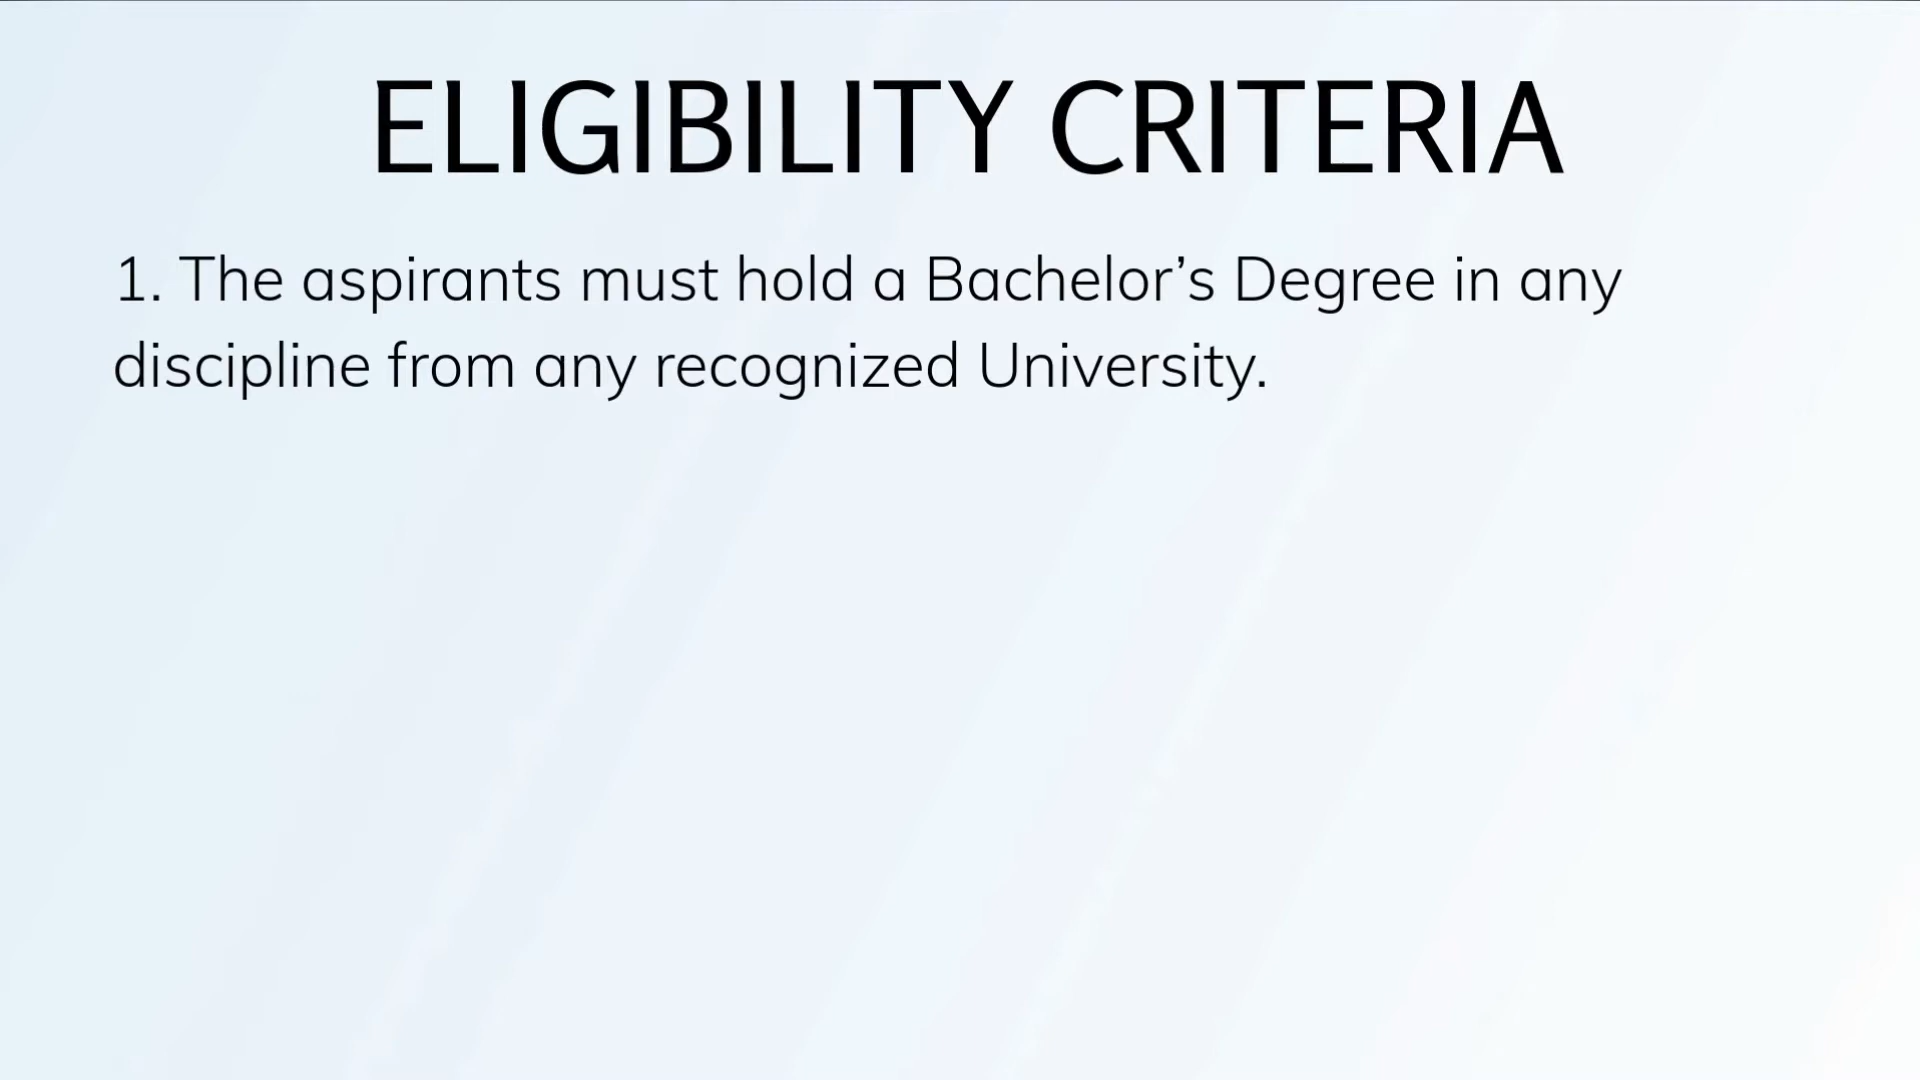 ELIGIBILITY CRITERIA
1. The aspirants must hold a Bachelor’s Degree in any
discipline from any recognized University.